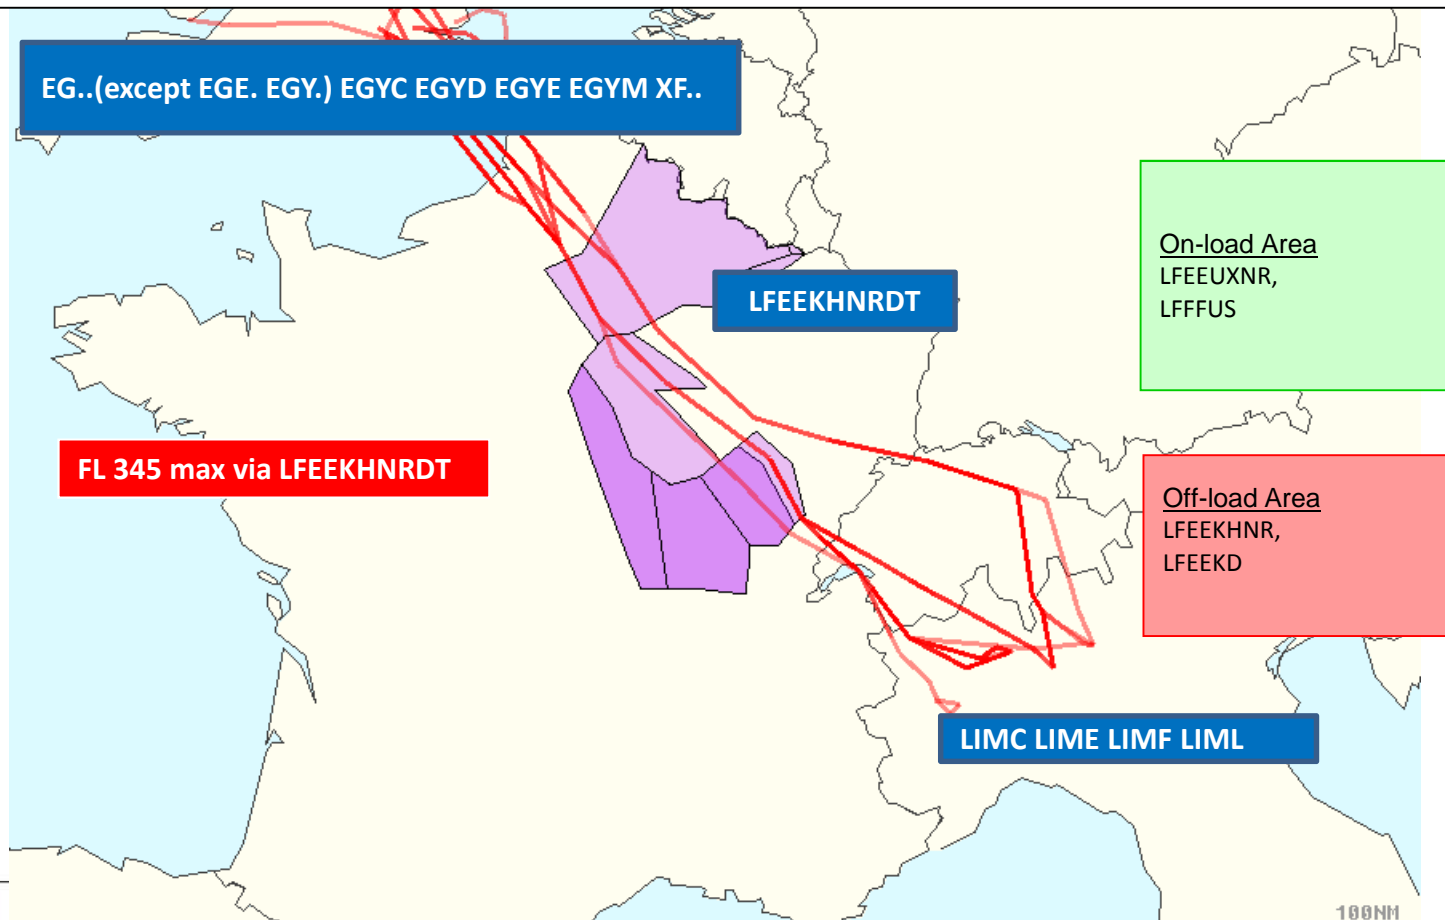 EG..(except EGE. EGY.) EGYC EGYD EGYE EGYM XF..
On-load Area
LFEEUXNR,
LFFFUS
LFEEKHNRDT
FL 345 max via LFEEKHNRDT
Off-load Area
LFEEKHNR,
LFEEKD
LIMC LIME LIMF LIML
100NM